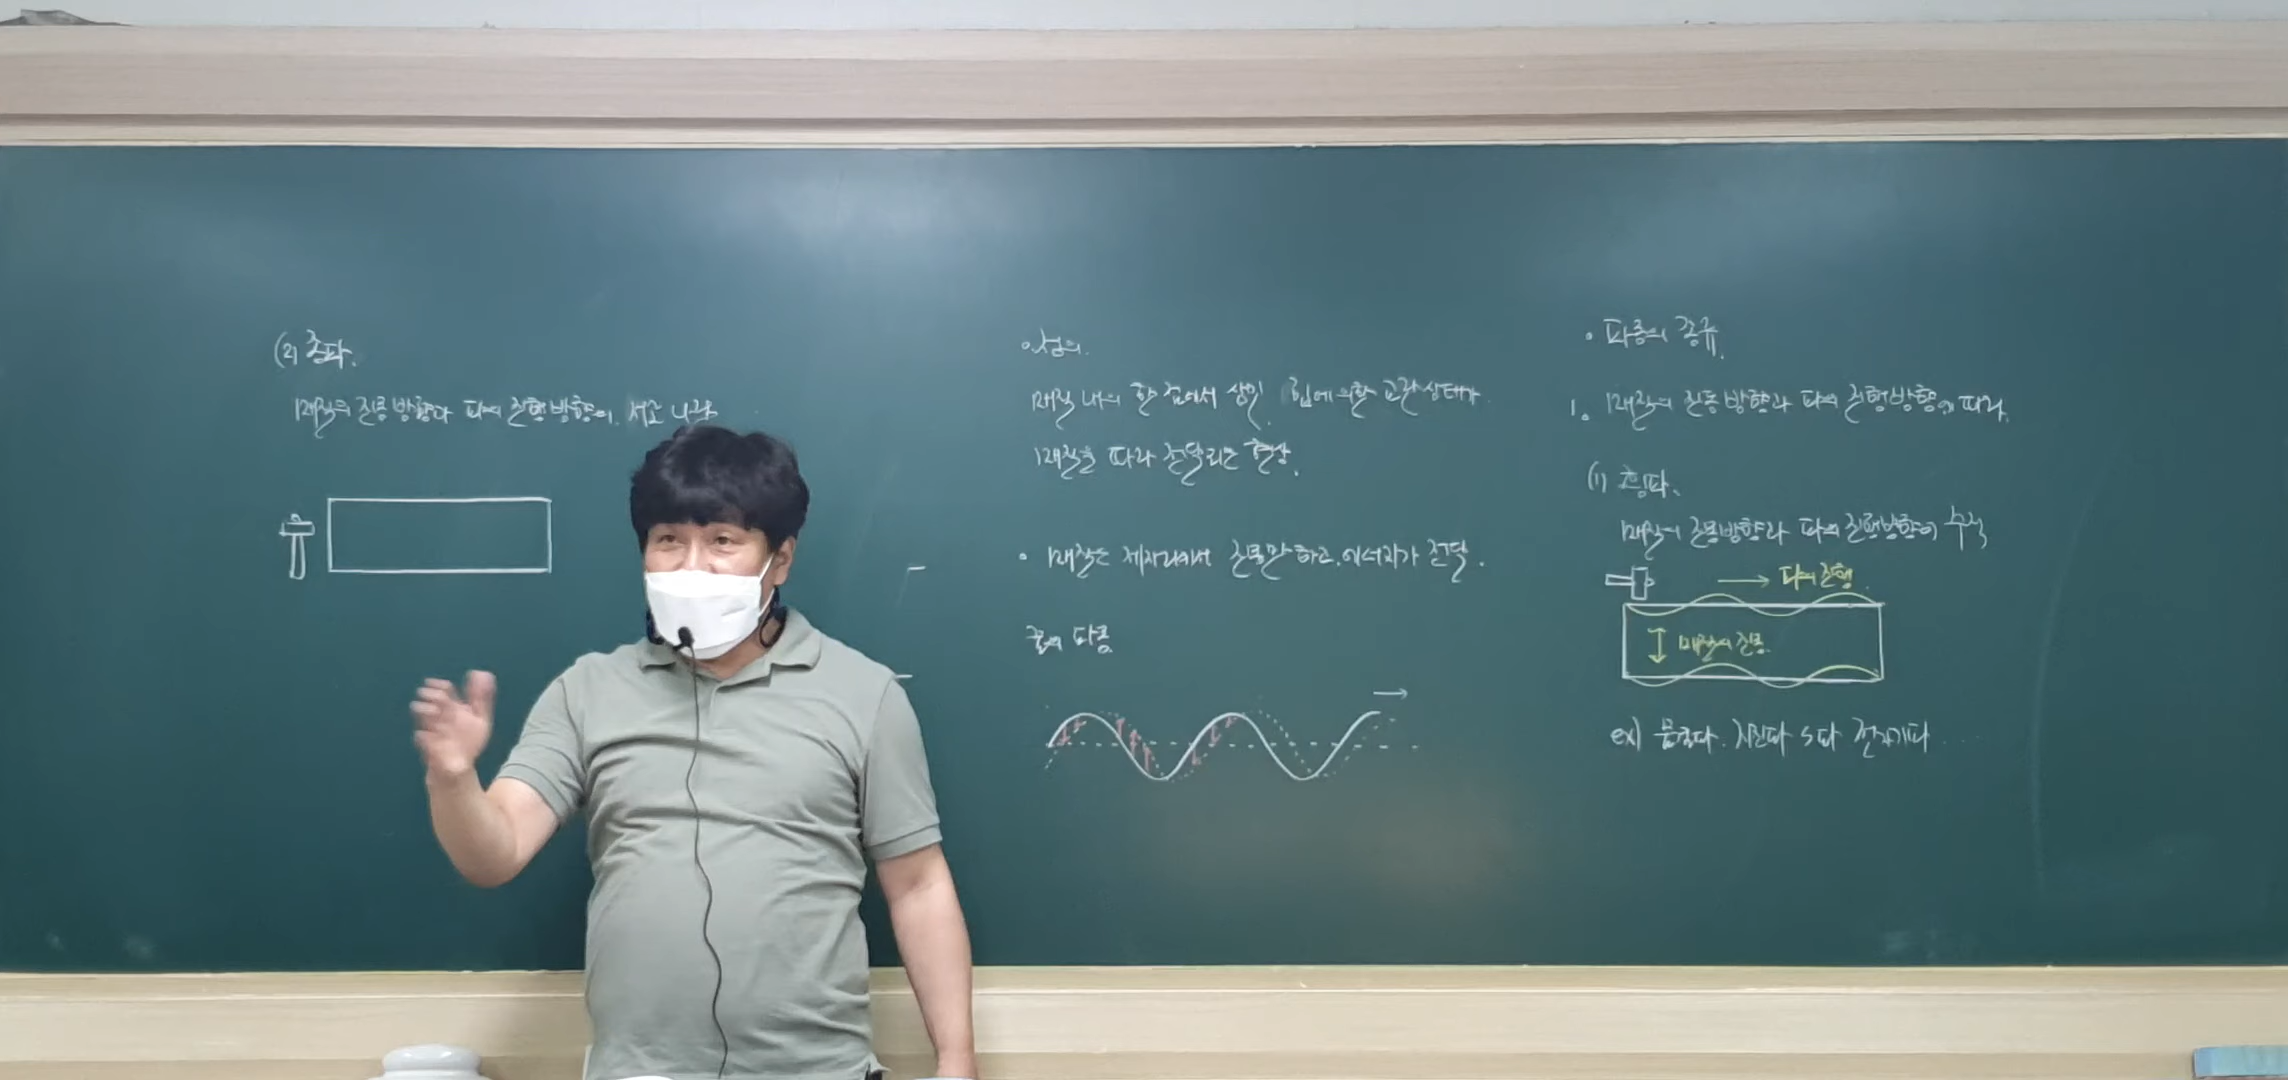 (2) 종파.
매질의 진동방향과 파의 진행방향이 서로 나란
◦ 정의.
매질 내의 한 점에서 생긴 힘에 의한 교란상태가
매질을 따라 전달되는 현상.
◦ 매질은 제자리에서 진동만 하고, 에너지가 전달.
파동
◦ 파동의 종류.
1. 매질의 진동방향과 파의 진행방향에 따라.
(1) 횡파.
매질의 진동방향과 파의 진행방향이 수직
파의 진행.
매질의 진동.
ex) 물결파. 지진파 S파 전자기파 ....